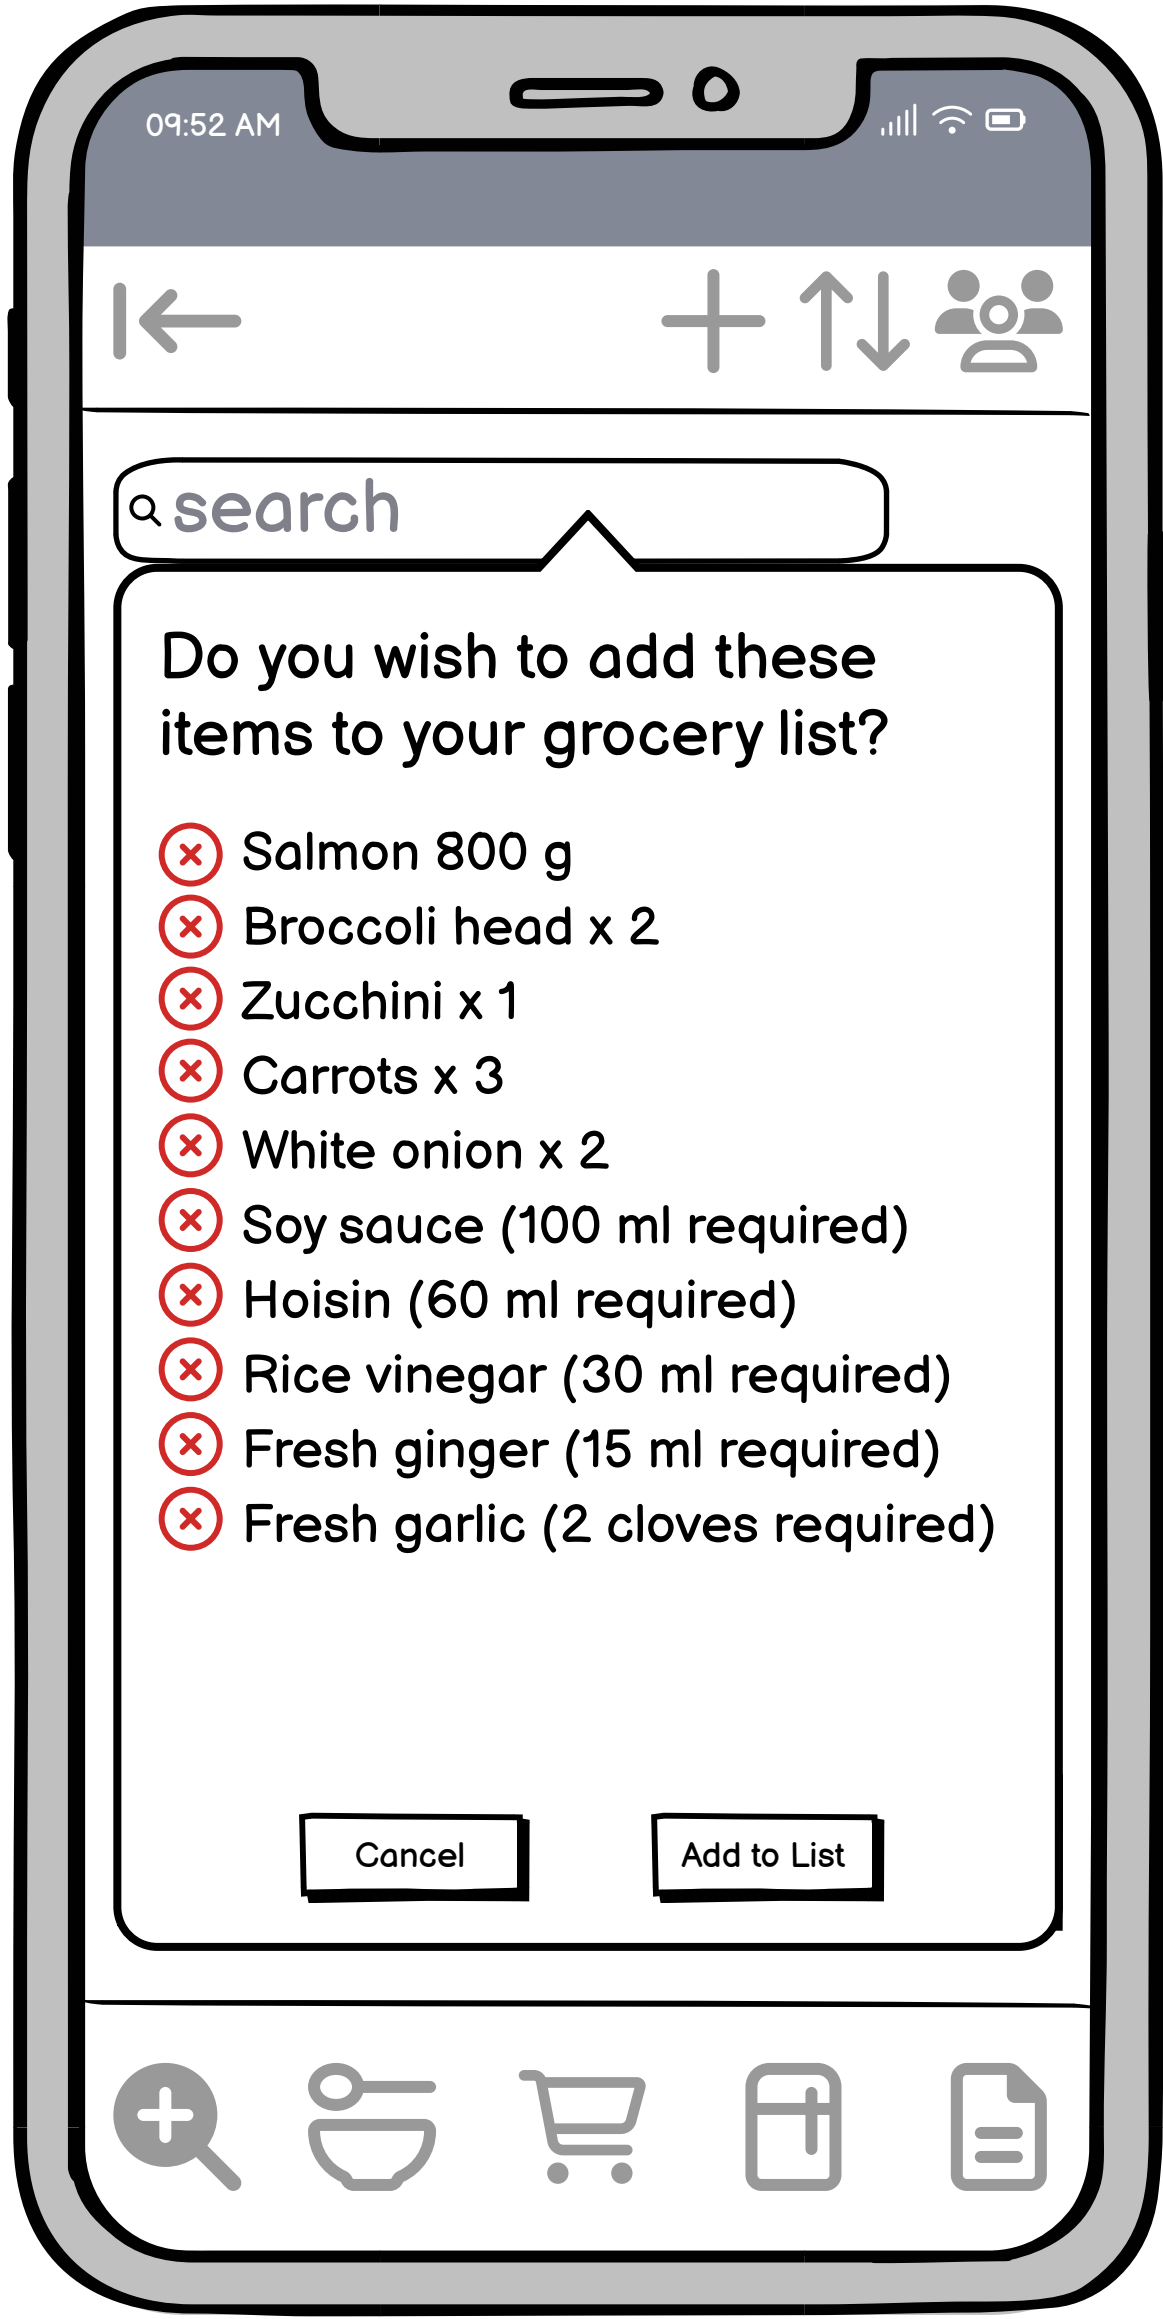 09:52 AM
search
Do you wish to add these
items to your grocery list?
Salmon 800 g
Broccoli head x 2
Zucchini x 1
Carrots x 3
White onion x 2
Soy sauce (100 ml required)
Hoisin (60 ml required)
Rice vinegar (30 ml required)
Fresh ginger (15 ml required)
Fresh garlic (2 cloves required)
Cancel
Add to List